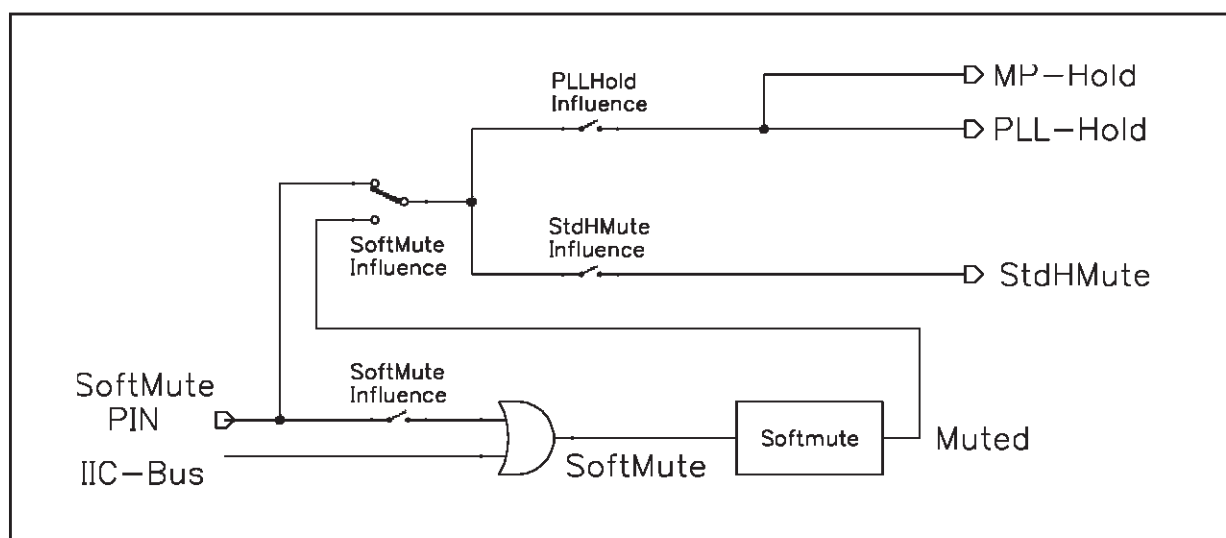 MP-Hold
PLLHold
Influence
PLL-Hold
SoftMute
Influence
StdHMute
Influence
StdHMute
SoftMute
PIN
SoftMute
Influence
IIC-Bus
SoftMute
Softmute
Muted